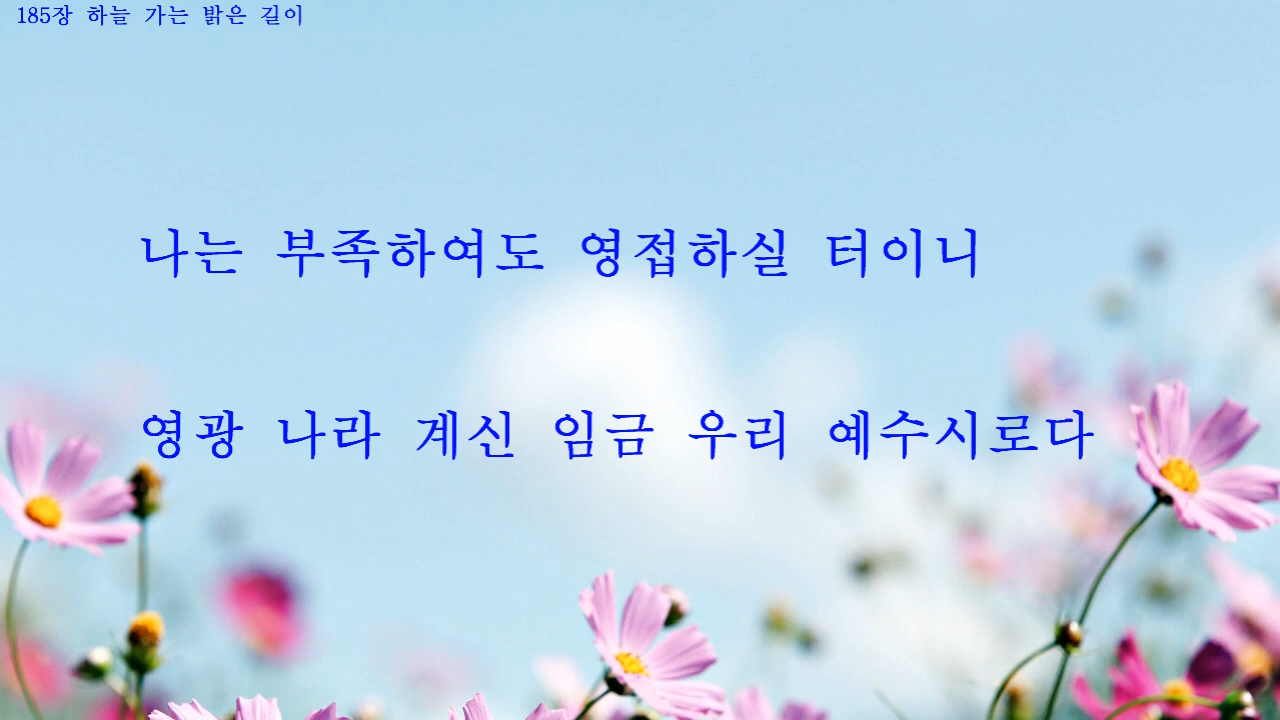 185장 하늘 가는 밝은 길이
나는 부족하여도 영접하실 터이니
영광 나라 계신 임금 우리 예수시로다